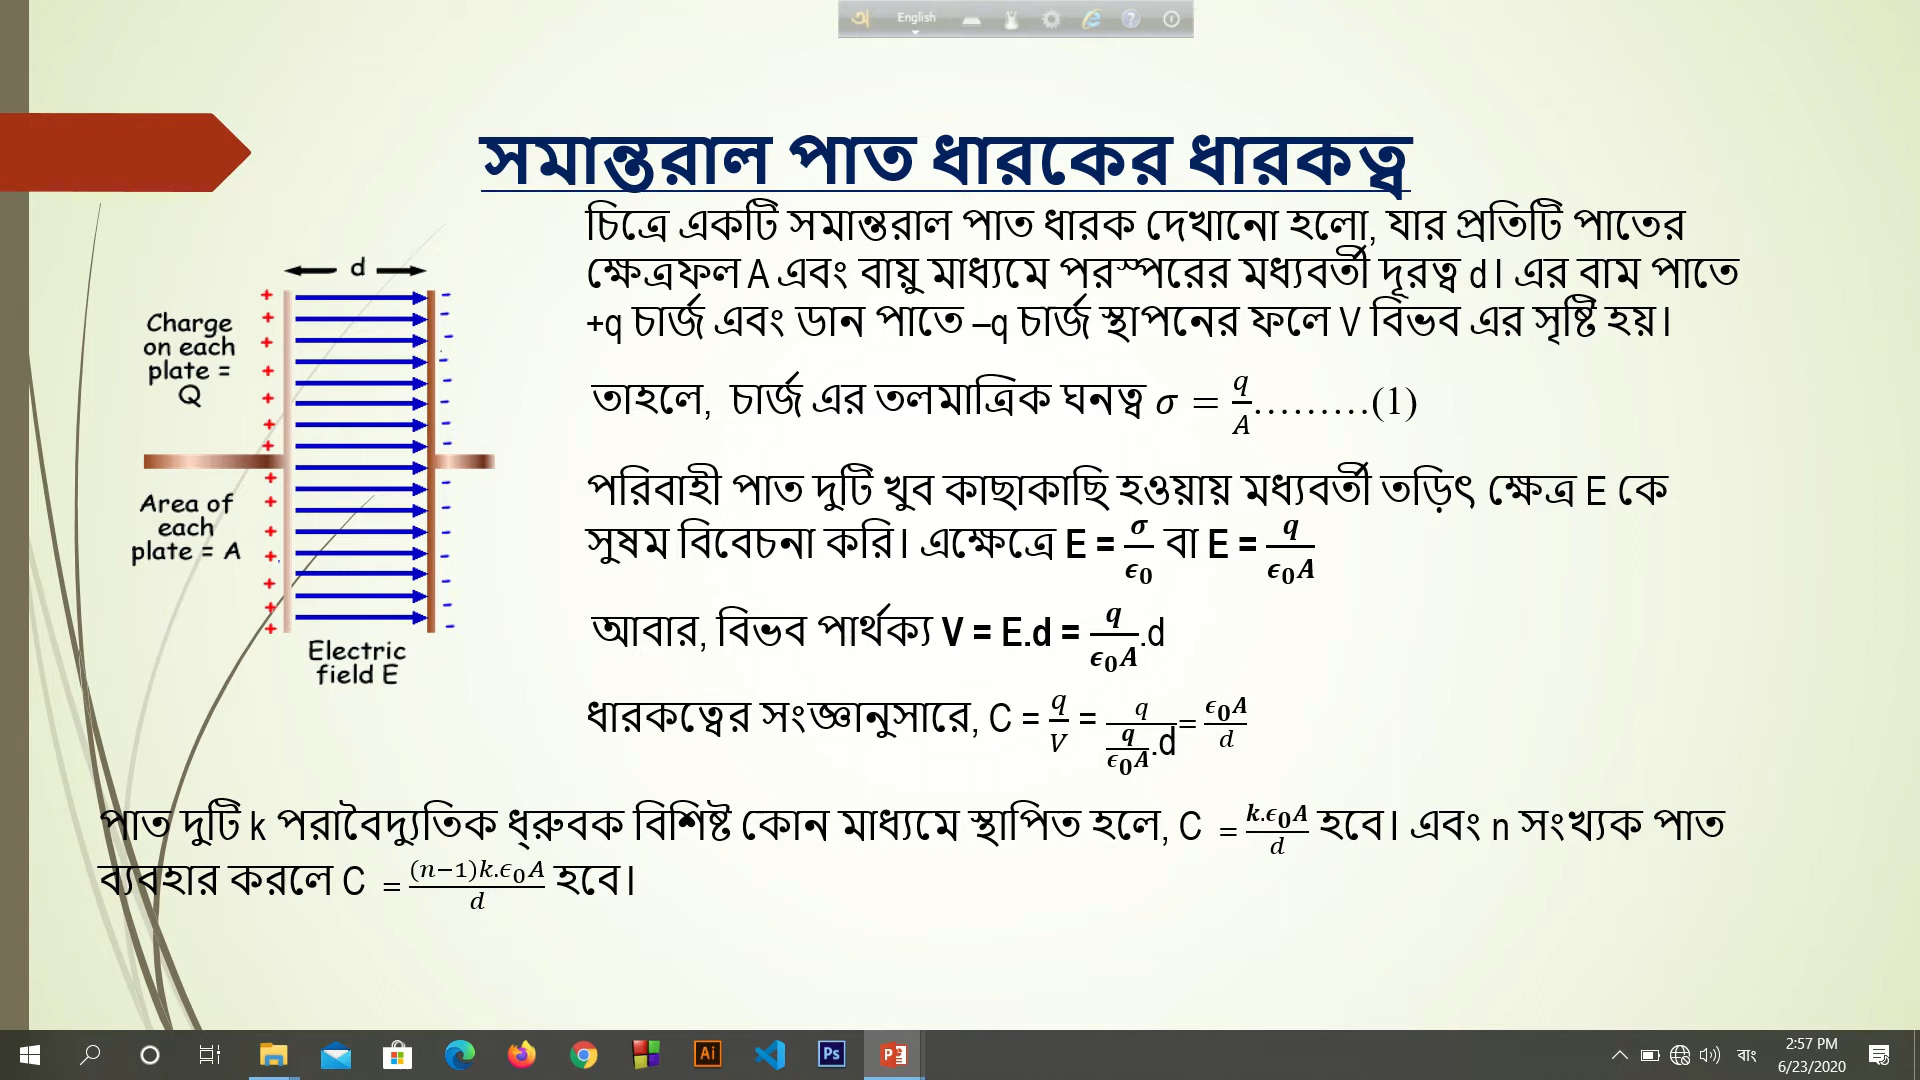 English
সমান্তরাল পাত ধারকের ধারকত্ব
চিত্রে একটি সমান্তরাল পাত ধারক দেখানো হলো, যার প্রতিটি পাতের
ক্ষেত্রফল A এবং বায়ু মাধ্যমে পরস্পরের মধ্যবর্তী দূরত্ব d। এর বাম পাতে
+q চার্জ এবং ডান পাতে –q চার্জ স্থাপনের ফলে V বিভব এর সৃষ্টি হয়।
তাহলে, চার্জ এর তলমাত্রিক ঘনত্ব σ = q/A.........(1)
পরিবাহী পাত দুটি খুব কাছাকাছি হওয়ায় মধ্যবর্তী তড়িৎ ক্ষেত্র E কে
সুষম বিবেচনা করি। এক্ষেত্রে E = σ/ϵ₀ বা E = q/ϵ₀A
আবার, বিভব পার্থক্য V = E.d = q/ϵ₀A.d
ধারকত্বের সংজ্ঞানুসারে, C = q/V = q/(q/ϵ₀A.d) = ϵ₀A/d
পাত দুটি k পরাবৈদ্যুতিক ধ্রুবক বিশিষ্ট কোন মাধ্যমে স্থাপিত হলে, C = k.ϵ₀A/d হবে। এবং n সংখ্যক পাত
ব্যবহার করলে C = (n−1)k.ϵ₀A/d হবে।
d
Charge
on each
plate =
Q
Area of
each
plate = A
Electric
field E
Ai
Ps
P
বাং
2:57 PM
6/23/2020